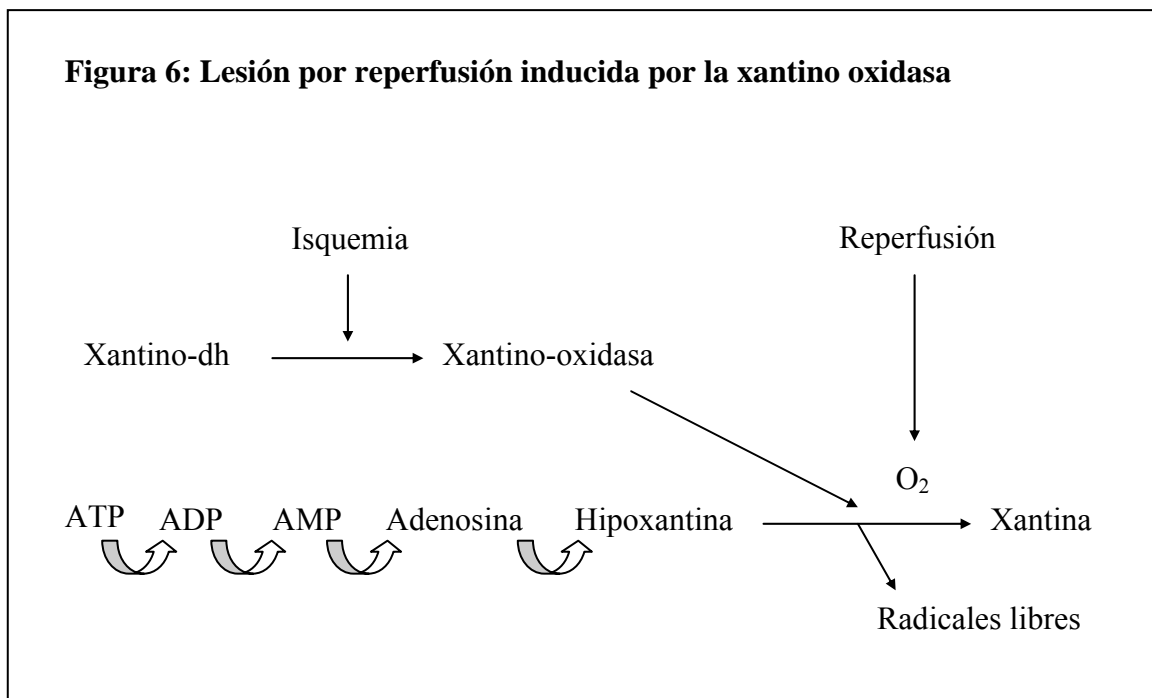 Figura 6: Lesión por reperfusión inducida por la xantino oxidasa
Isquemia Reperfusión
Xantino-dh Xantino-oxidasa
O₂
ATP ADP AMP Adenosina Hipoxantina Xantina
Radicales libres